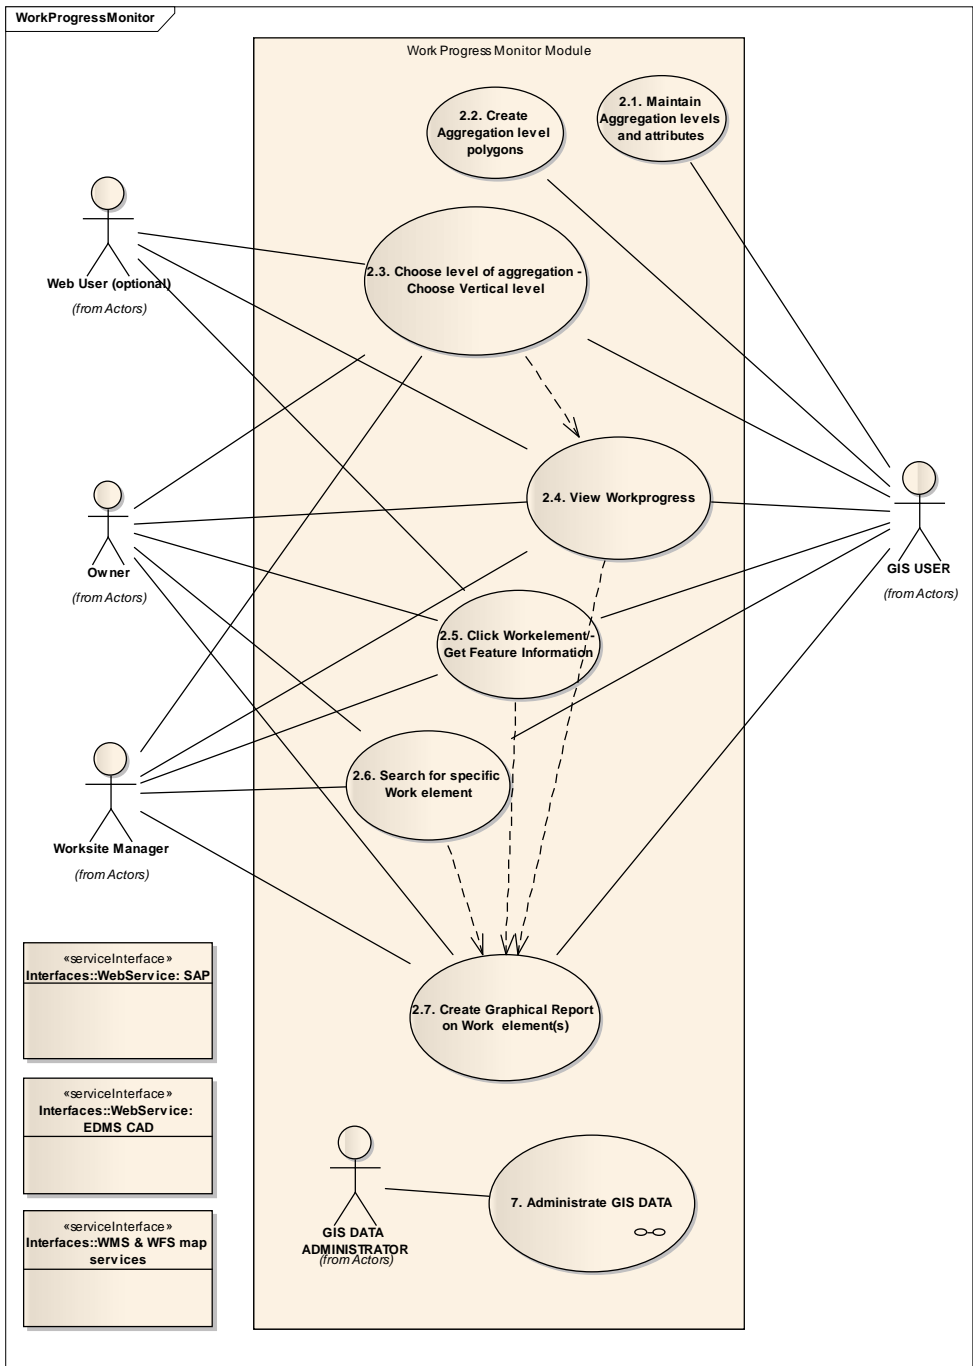 WorkProgressMonitor
Work Progress Monitor Module
2.2. Create
Aggregation level
polygons
2.1. Maintain
Aggregation levels
and attributes
Web User (optional)
(from Actors)
2.3. Choose level of aggregation -
Choose Vertical level
2.4. View Workprogress
Owner
(from Actors)
GIS USER
(from Actors)
2.5. Click Workelement/-
Get Feature Information
2.6. Search for specific
Work element
Worksite Manager
(from Actors)
«serviceInterface»
Interfaces::WebService: SAP
2.7. Create Graphical Report
on Work element(s)
«serviceInterface»
Interfaces::WebService:
EDMS CAD
«serviceInterface»
Interfaces::WMS & WFS map
services
GIS DATA
ADMINISTRATOR
(from Actors)
7. Administrate GIS DATA